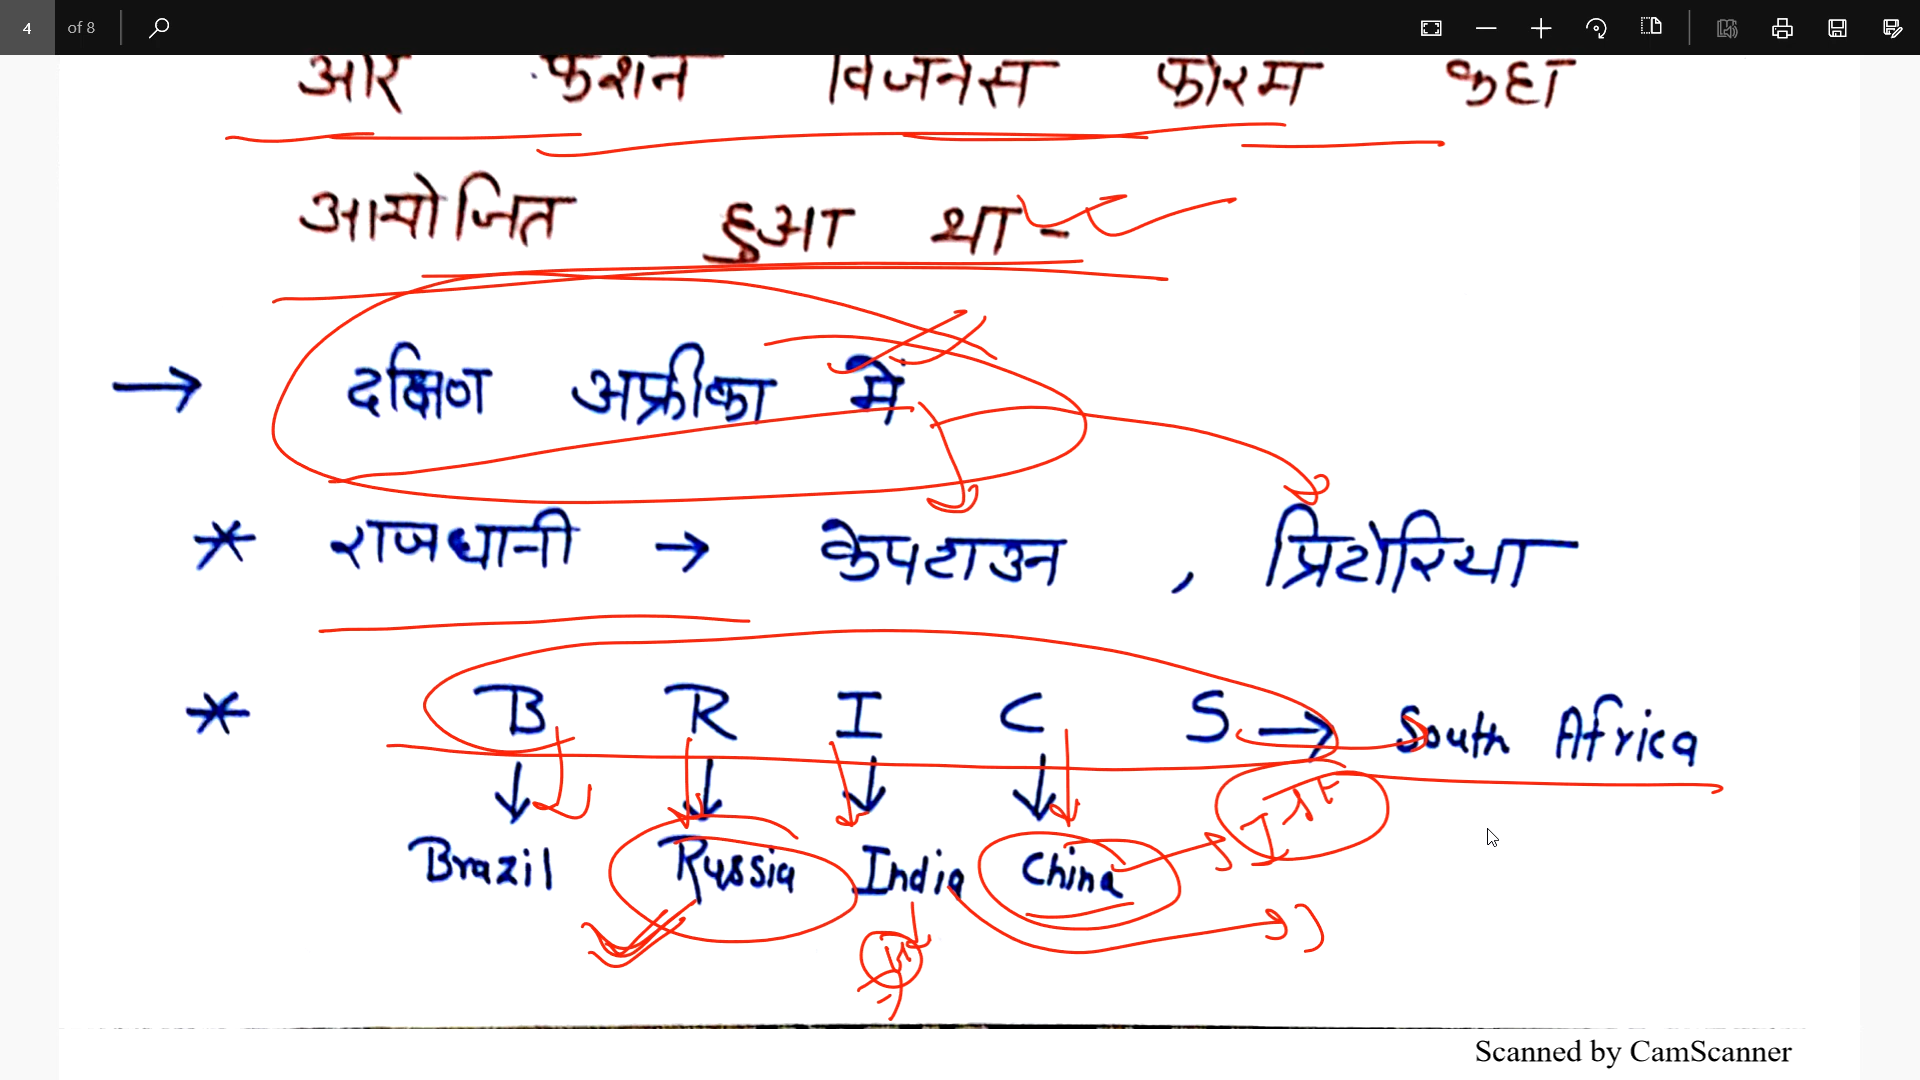 4 of 8
और फैशन विजनेस फोरम कहा
आयोजित हुआ था -
→ दक्षिण अफ्रीका में
* राजधानी → केपटाउन , प्रिटोरिया
* B R I C S → South Africa
↓ ↓ ↓ ↓
Brazil Russia India China
Scanned by CamScanner